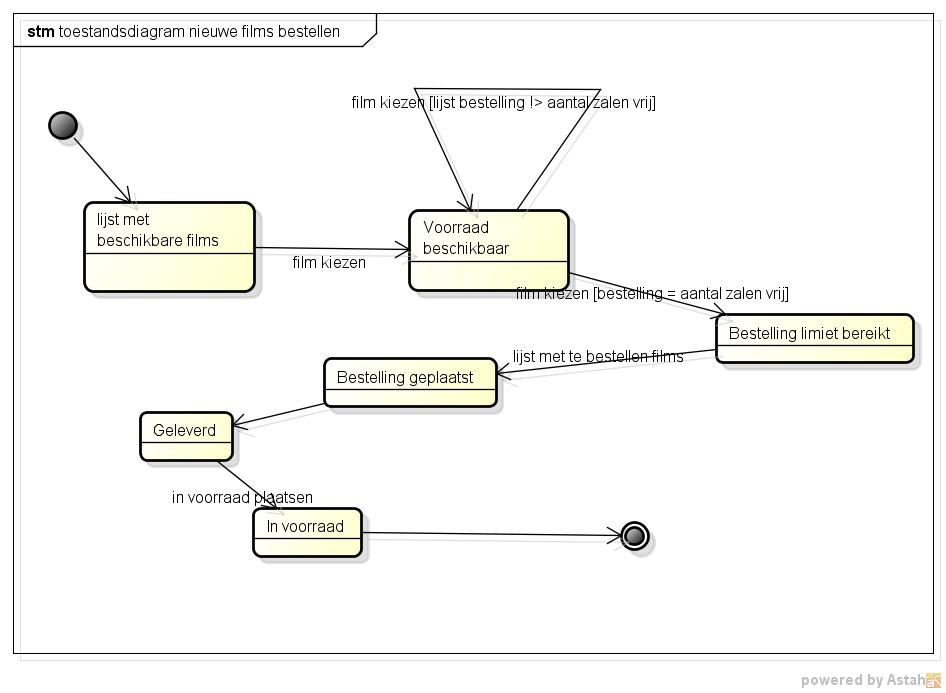 stm toestandsdiagram nieuwe films bestellen
film kiezen [lijst bestelling !> aantal zalen vrij]
lijst met
beschikbare films
film kiezen
Voorraad
beschikbaar
film kiezen [bestelling = aantal zalen vrij]
Bestelling limiet bereikt
lijst met te bestellen films
Bestelling geplaatst
Geleverd
in voorraad plaatsen
In voorraad
powered by Astah